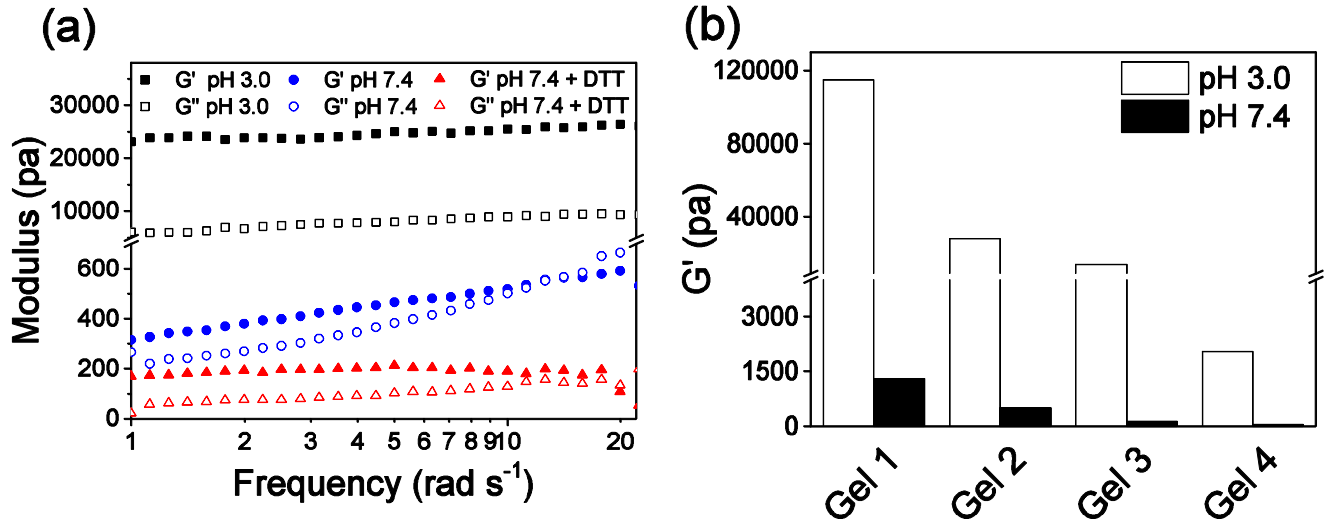 (a)
G' pH 3.0 G' pH 7.4 G' pH 7.4 + DTT
G'' pH 3.0 G'' pH 7.4 G'' pH 7.4 + DTT
30000
20000
10000
600
400
200
0
Modulus (pa)
1 2 3 4 5 6 7 8 9 10 20
Frequency (rad s⁻¹)
(b)
pH 3.0
pH 7.4
120000
80000
40000
3000
1500
0
G' (pa)
Gel 1 Gel 2 Gel 3 Gel 4